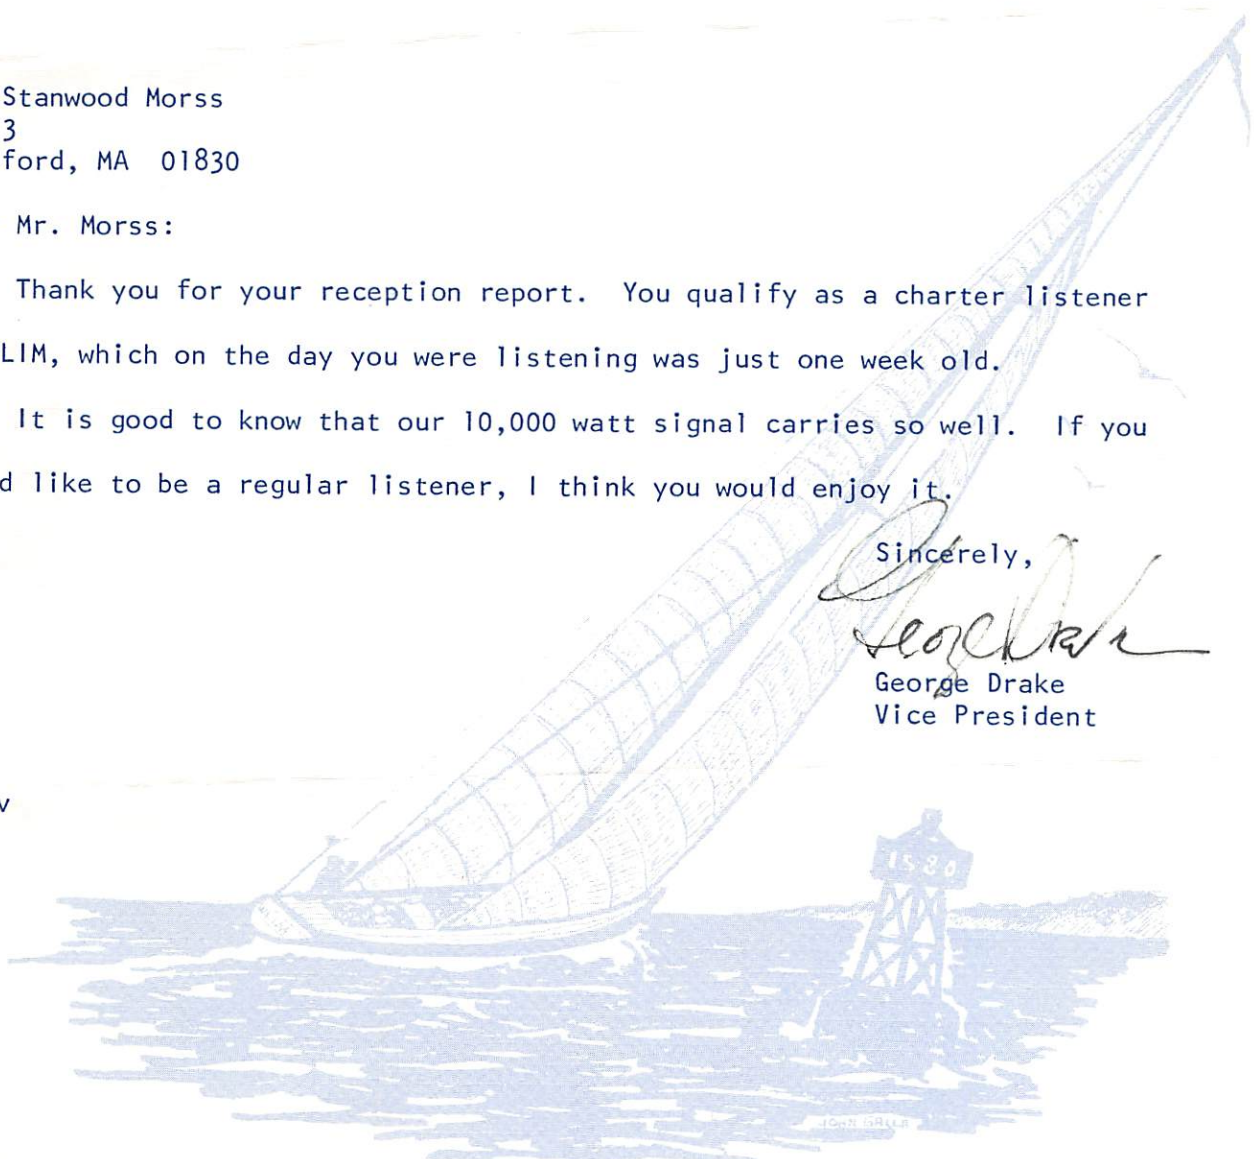 Stanwood Morss
3
ford, MA 01830
Mr. Morss:
Thank you for your reception report. You qualify as a charter listener
LIM, which on the day you were listening was just one week old.
It is good to know that our 10,000 watt signal carries so well. If you
d like to be a regular listener, I think you would enjoy it.
Sincerely,
George Drake
George Drake
Vice President
v
1580